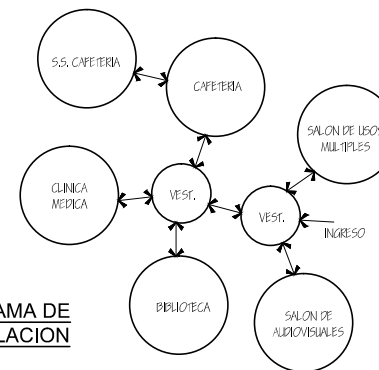 S.S. CAFETERIA
CAFETERIA
SALON DE USOS
MULTIPLES
CLINICA
MEDICA
VEST.
VEST.
INGRESO
BIBLIOTECA
SALON DE
AUDIOVISUALES
AMA DE
LACION